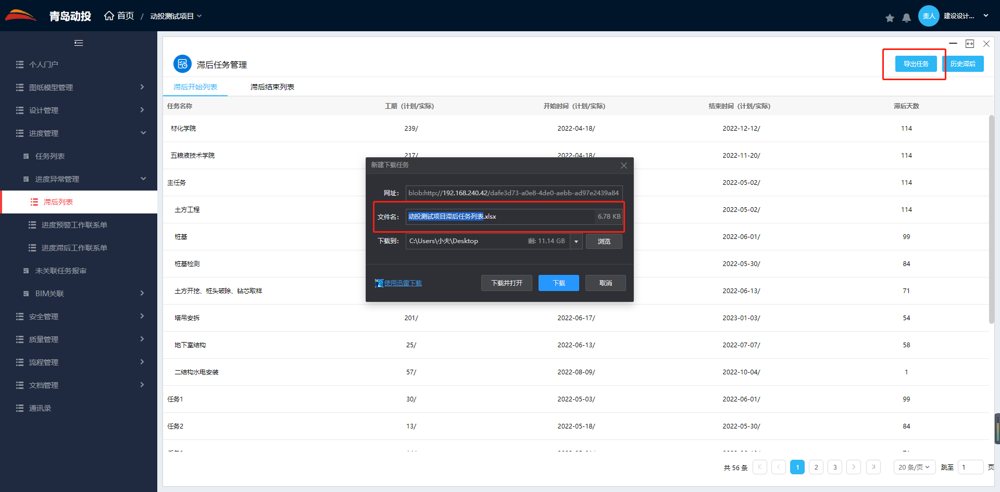 青岛动投 首页 / 动投测试项目
责人 建设设计...
个人门户
图纸模型管理
设计管理
进度管理
任务列表
进度异常管理
滞后列表
进度预警工作联系单
进度滞后工作联系单
未关联任务报审
BIM关联
安全管理
质量管理
流程管理
文档管理
通讯录
滞后任务管理
导出任务 历史滞后
滞后开始列表 滞后结束列表
任务名称 工期（计划/实际） 开始时间（计划/实际） 结束时间（计划/实际） 滞后天数
材化学院 239/ 2022-04-18/ 2022-12-12/ 114
五粮液技术学院 217/ 2022-04-18/ 2022-11-20/ 114
主任务 2022-05-02/ 114
土方工程 2022-05-02/ 114
桩基 2022-06-01/ 99
桩基检测 2022-05-30/ 84
土方开挖、桩头破除、钻芯取样 2022-06-13/ 71
塔吊安拆 201/ 2022-06-17/ 2023-01-03/ 54
地下室结构 25/ 2022-06-13/ 2022-07-07/ 58
二结构水电安装 57/ 2022-08-09/ 2022-10-04/ 1
任务1 30/ 2022-05-03/ 2022-06-01/ 99
任务2 13/ 2022-05-18/ 2022-05-30/ 84
共 56 条 1 2 3 20 条/页 跳至 1 页
新建下载任务
网址： blob:http://192.168.240.42/dafe3d73-a0e8-4de0-aebb-ad97e2439a84
文件名： 动投测试项目滞后任务列表.xlsx 6.78 KB
下载到： C:\Users\小夫\Desktop 剩: 11.14 GB 浏览
使用迅雷下载 下载并打开 下载 取消